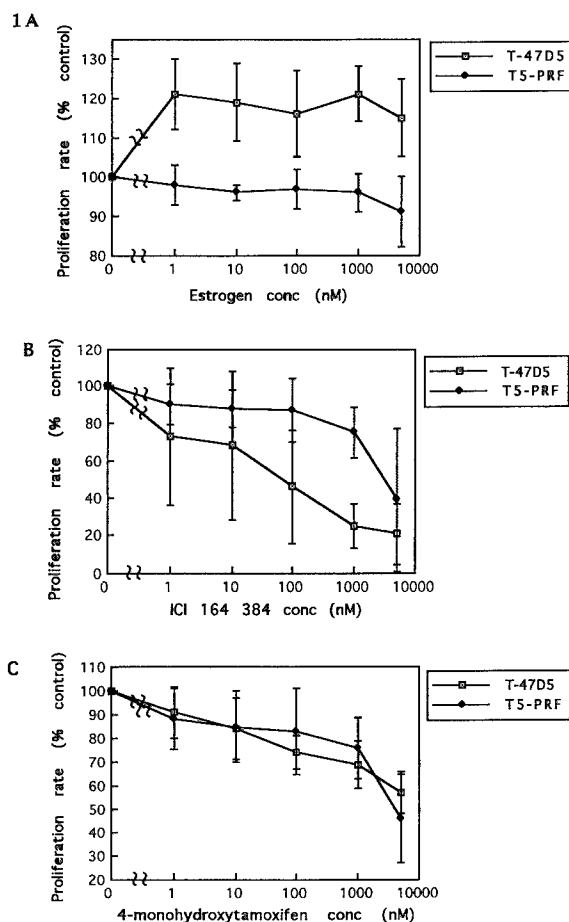 1A
Proliferation rate (% control)
130
120
110
100
90
80
0
1
10
100
1000
10000
Estrogen conc (nM)
T-47D5
T5-PRF
B
Proliferation rate (% control)
120
100
80
60
40
20
0
0
1
10
100
1000
10000
ICI 164 384 conc (nM)
T-47D5
T5-PRF
C
Proliferation rate (% control)
110
100
90
80
70
60
50
40
30
20
0
1
10
100
1000
10000
4-monohydroxytamoxifen conc (nM)
T-47D5
T5-PRF